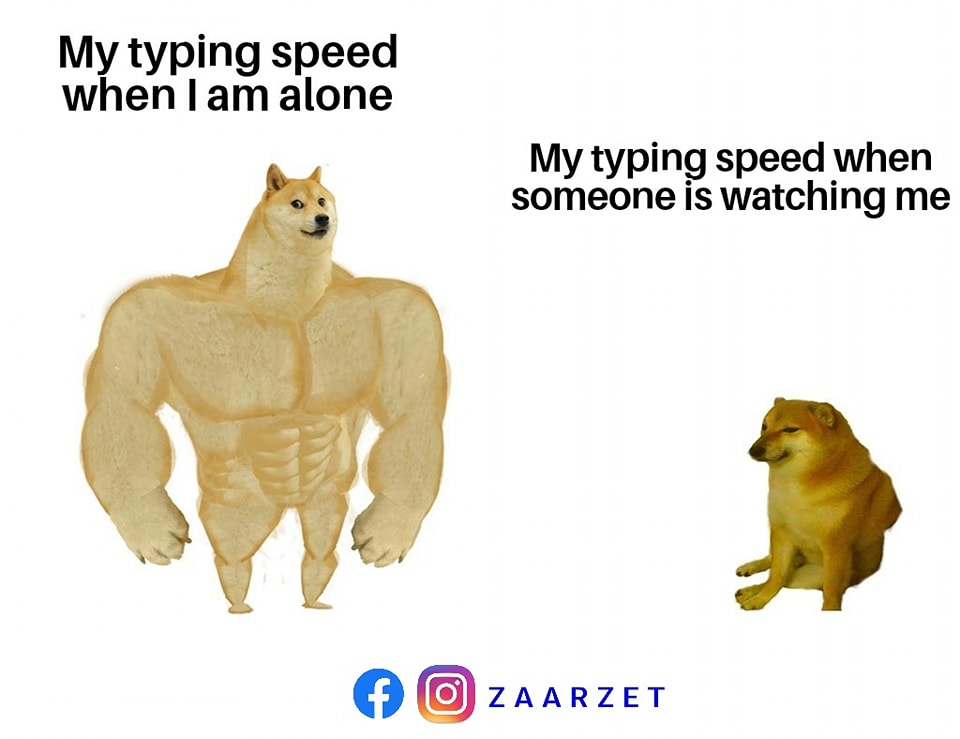 My typing speed
when I am alone
My typing speed when
someone is watching me
ZAARZET